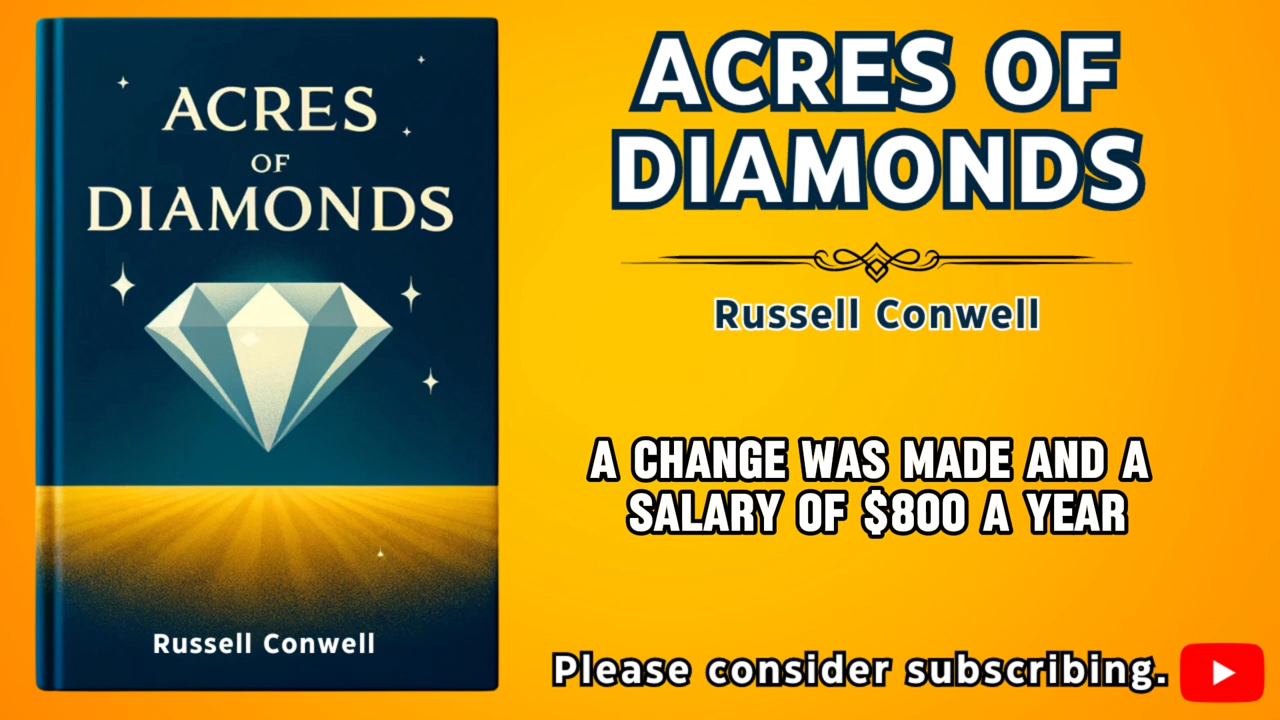 ACRES
OF
DIAMONDS
Russell Conwell
ACRES OF
DIAMONDS
Russell Conwell
A CHANGE WAS MADE AND A
SALARY OF $800 A YEAR
Please consider subscribing.